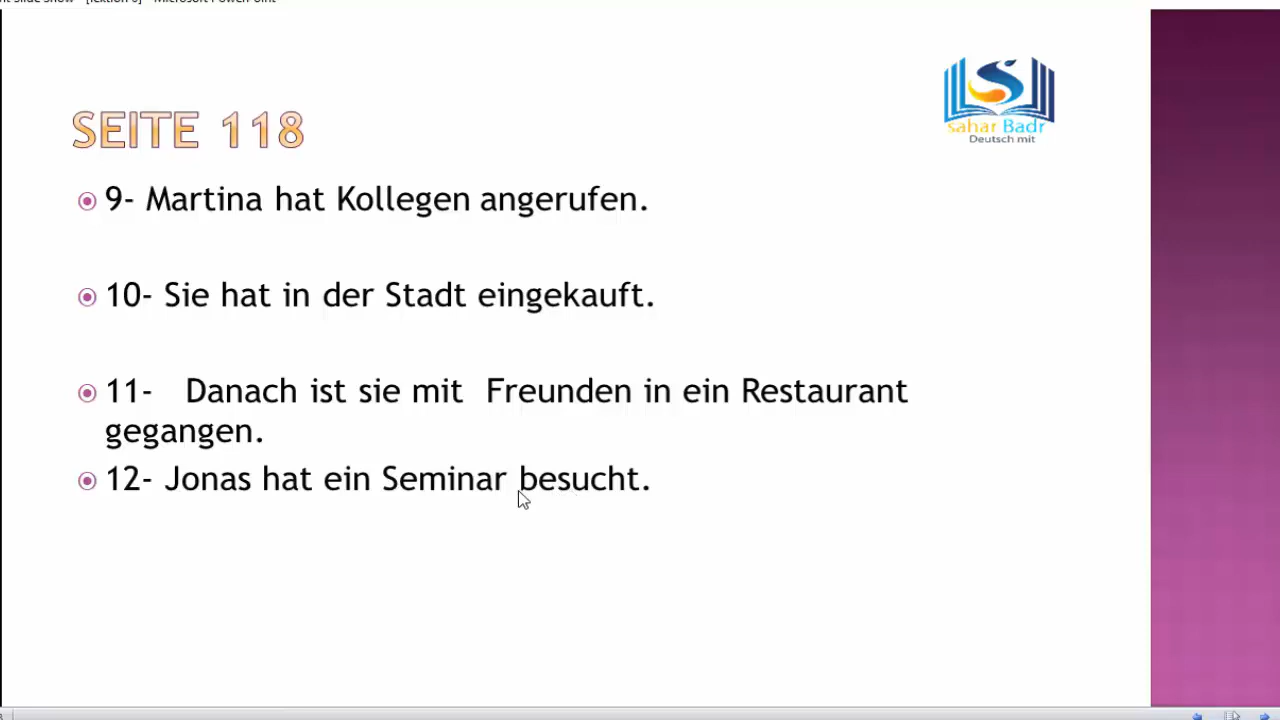 SEITE 118
sahar Badr
Deutsch mit
9- Martina hat Kollegen angerufen.
10- Sie hat in der Stadt eingekauft.
11- Danach ist sie mit Freunden in ein Restaurant
gegangen.
12- Jonas hat ein Seminar besucht.